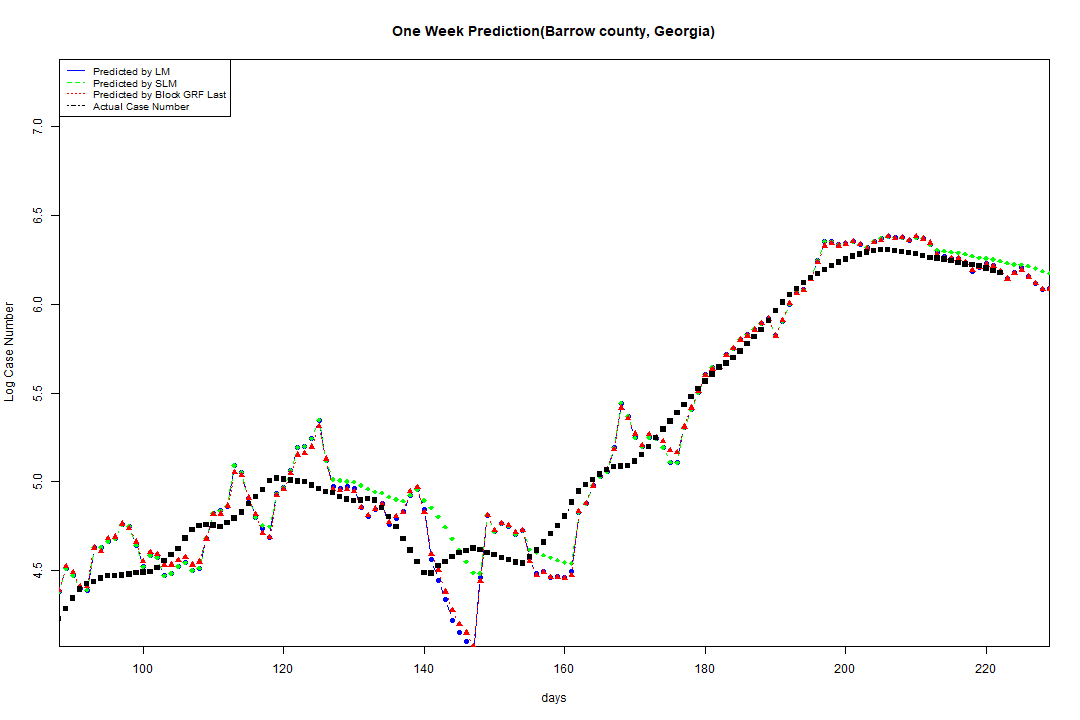 One Week Prediction(Barrow county, Georgia)
Predicted by LM
Predicted by SLM
Predicted by Block GRF Last
Actual Case Number
7.0
6.5
6.0
5.5
5.0
4.5
Log Case Number
100 120 140 160 180 200 220
days